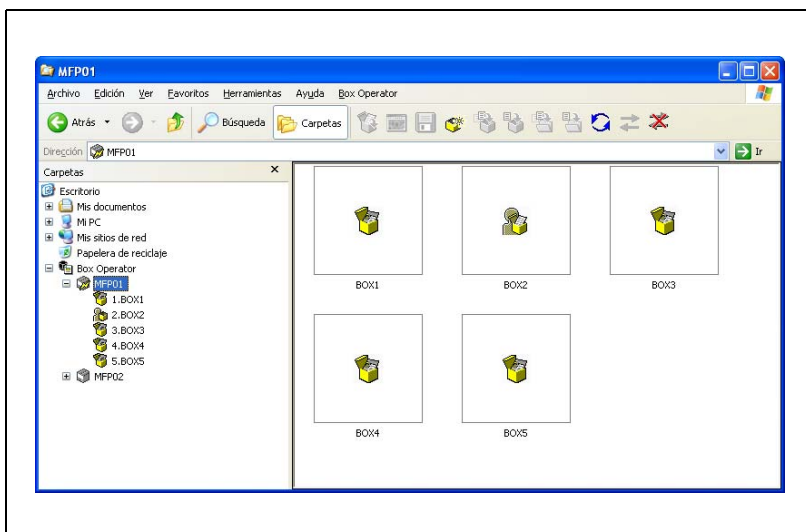 MFP01
Archivo Edición Ver Favoritos Herramientas Ayuda Box Operator
Atrás Búsqueda Carpetas
Dirección MFP01 Ir
Carpetas
Escritorio
Mis documentos
Mi PC
Mis sitios de red
Papelera de reciclaje
Box Operator
MFP01
1.BOX1
2.BOX2
3.BOX3
4.BOX4
5.BOX5
MFP02
BOX1 BOX2 BOX3
BOX4 BOX5